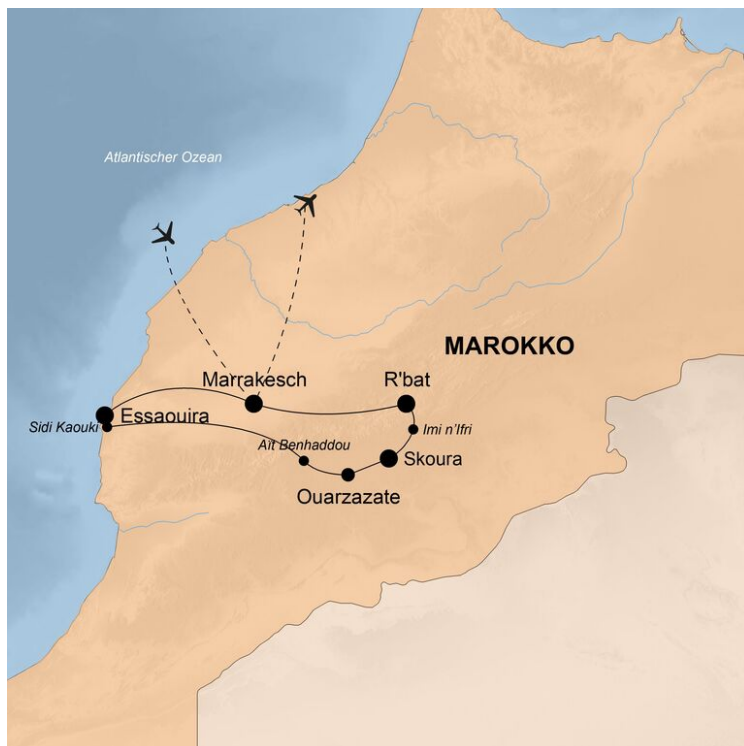 Atlantischer Ozean
MAROKKO
Marrakesch
R'bat
Essaouira
Sidi Kaouki
Imi n’Ifri
Aït Benhaddou
Skoura
Ouarzazate